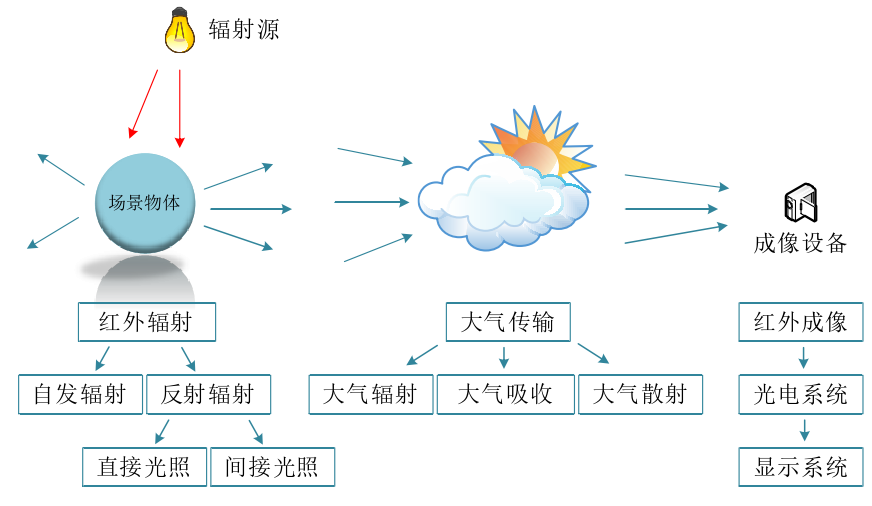 辐射源
场景物体
成像设备
红外辐射
大气传输
红外成像
自发辐射
反射辐射
大气辐射
大气吸收
大气散射
光电系统
直接光照
间接光照
显示系统